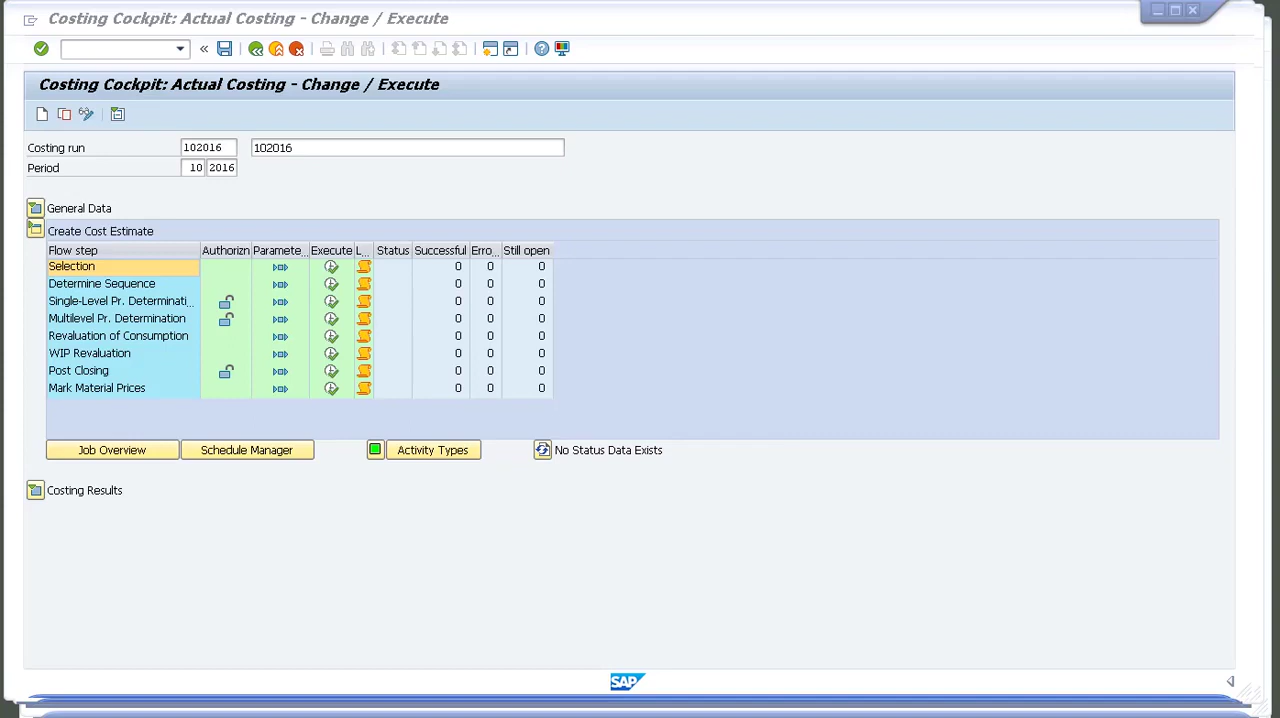 Costing Cockpit: Actual Costing - Change / Execute
Costing Cockpit: Actual Costing - Change / Execute
Costing run 102016 102016
Period 10 2016
General Data
Create Cost Estimate
Flow step Authorizn Paramete... Execute L... Status Successful Erro... Still open
Selection 0 0 0
Determine Sequence 0 0 0
Single-Level Pr. Determinati... 0 0 0
Multilevel Pr. Determination 0 0 0
Revaluation of Consumption 0 0 0
WIP Revaluation 0 0 0
Post Closing 0 0 0
Mark Material Prices 0 0 0
Job Overview Schedule Manager Activity Types No Status Data Exists
Costing Results
SAP